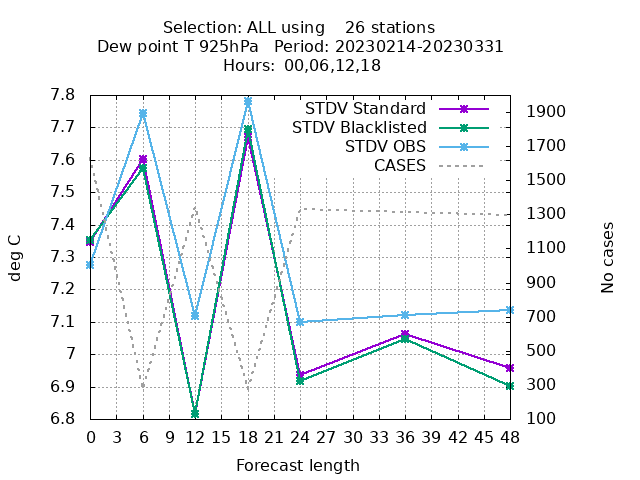 Selection: ALL using    26 stations
Dew point T 925hPa   Period: 20230214-20230331
Hours: 00,06,12,18
STDV Standard
STDV Blacklisted
STDV OBS
CASES
7.8
7.7
7.6
7.5
7.4
7.3
7.2
7.1
7
6.9
6.8
deg C
1900
1700
1500
1300
1100
900
700
500
300
100
No cases
0 3 6 9 12 15 18 21 24 27 30 33 36 39 42 45 48
Forecast length